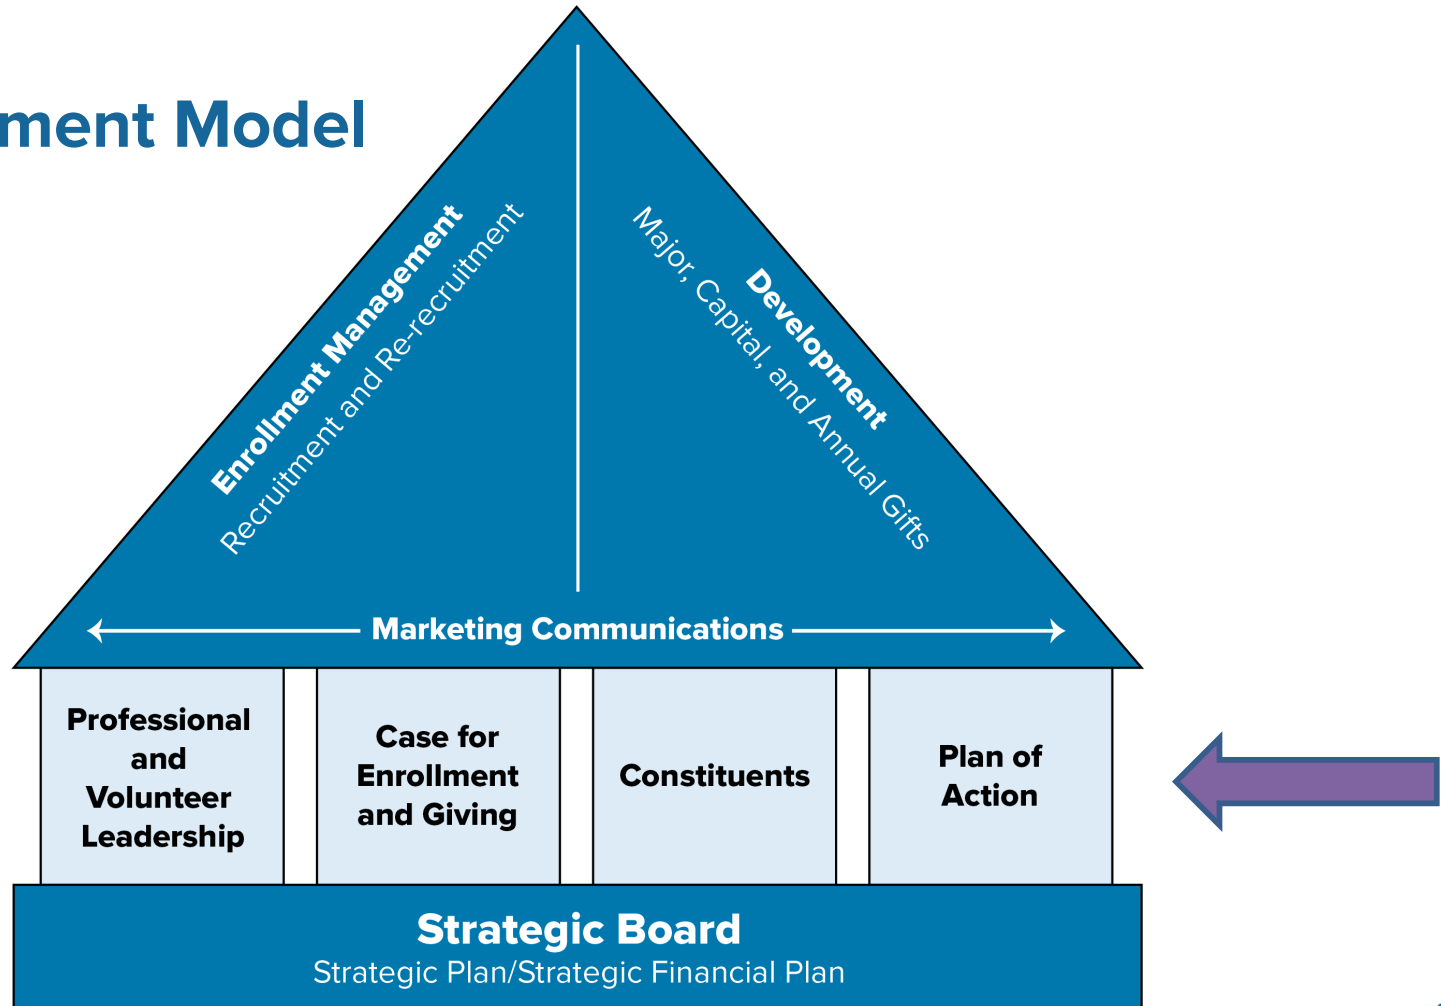 ment Model
Enrollment Management
Recruitment and Re-recruitment
Development
Major, Capital, and Annual Gifts
Marketing Communications
Professional
and
Volunteer
Leadership
Case for
Enrollment
and Giving
Constituents
Plan of
Action
Strategic Board
Strategic Plan/Strategic Financial Plan